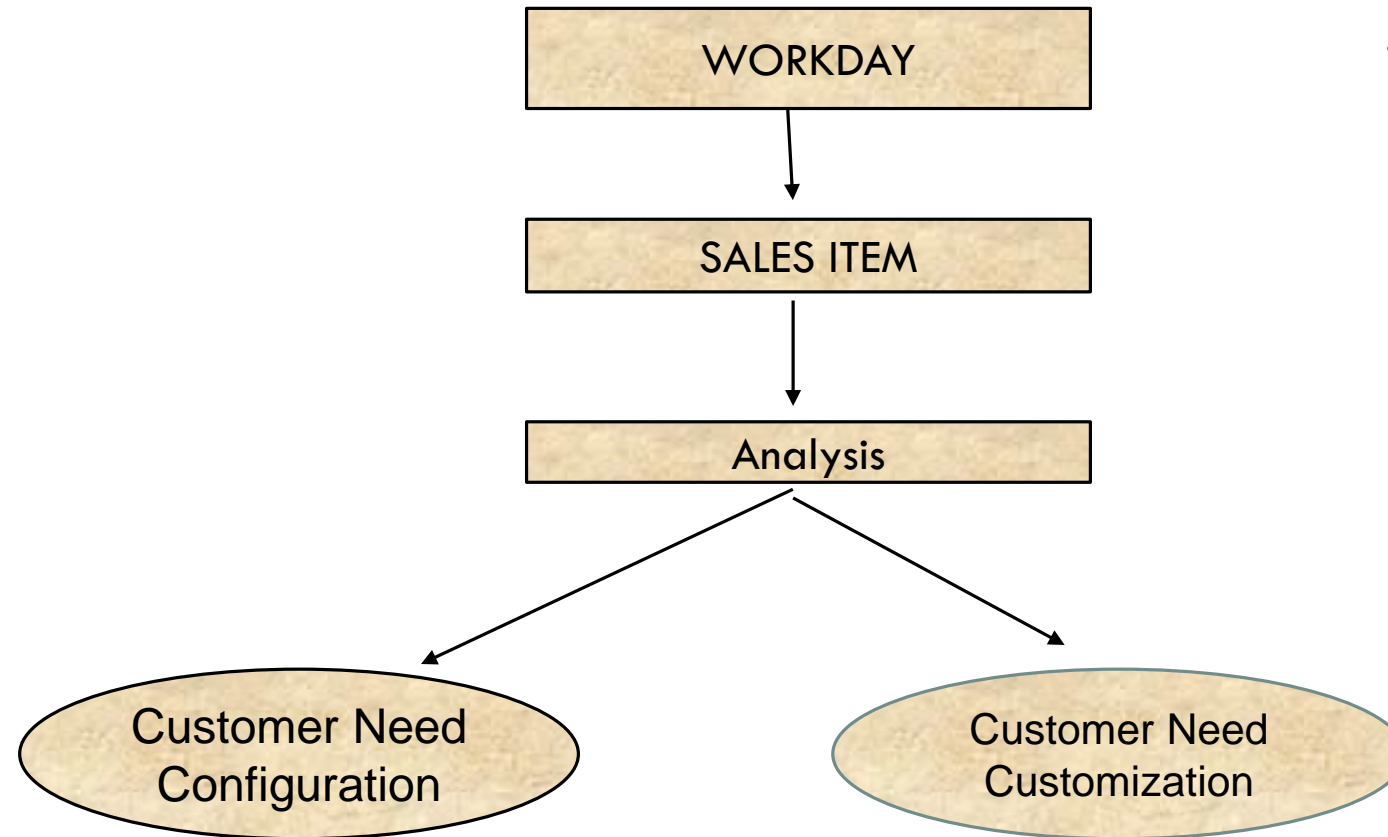 WORKDAY
SALES ITEM
Analysis
Customer Need
Configuration
Customer Need
Customization